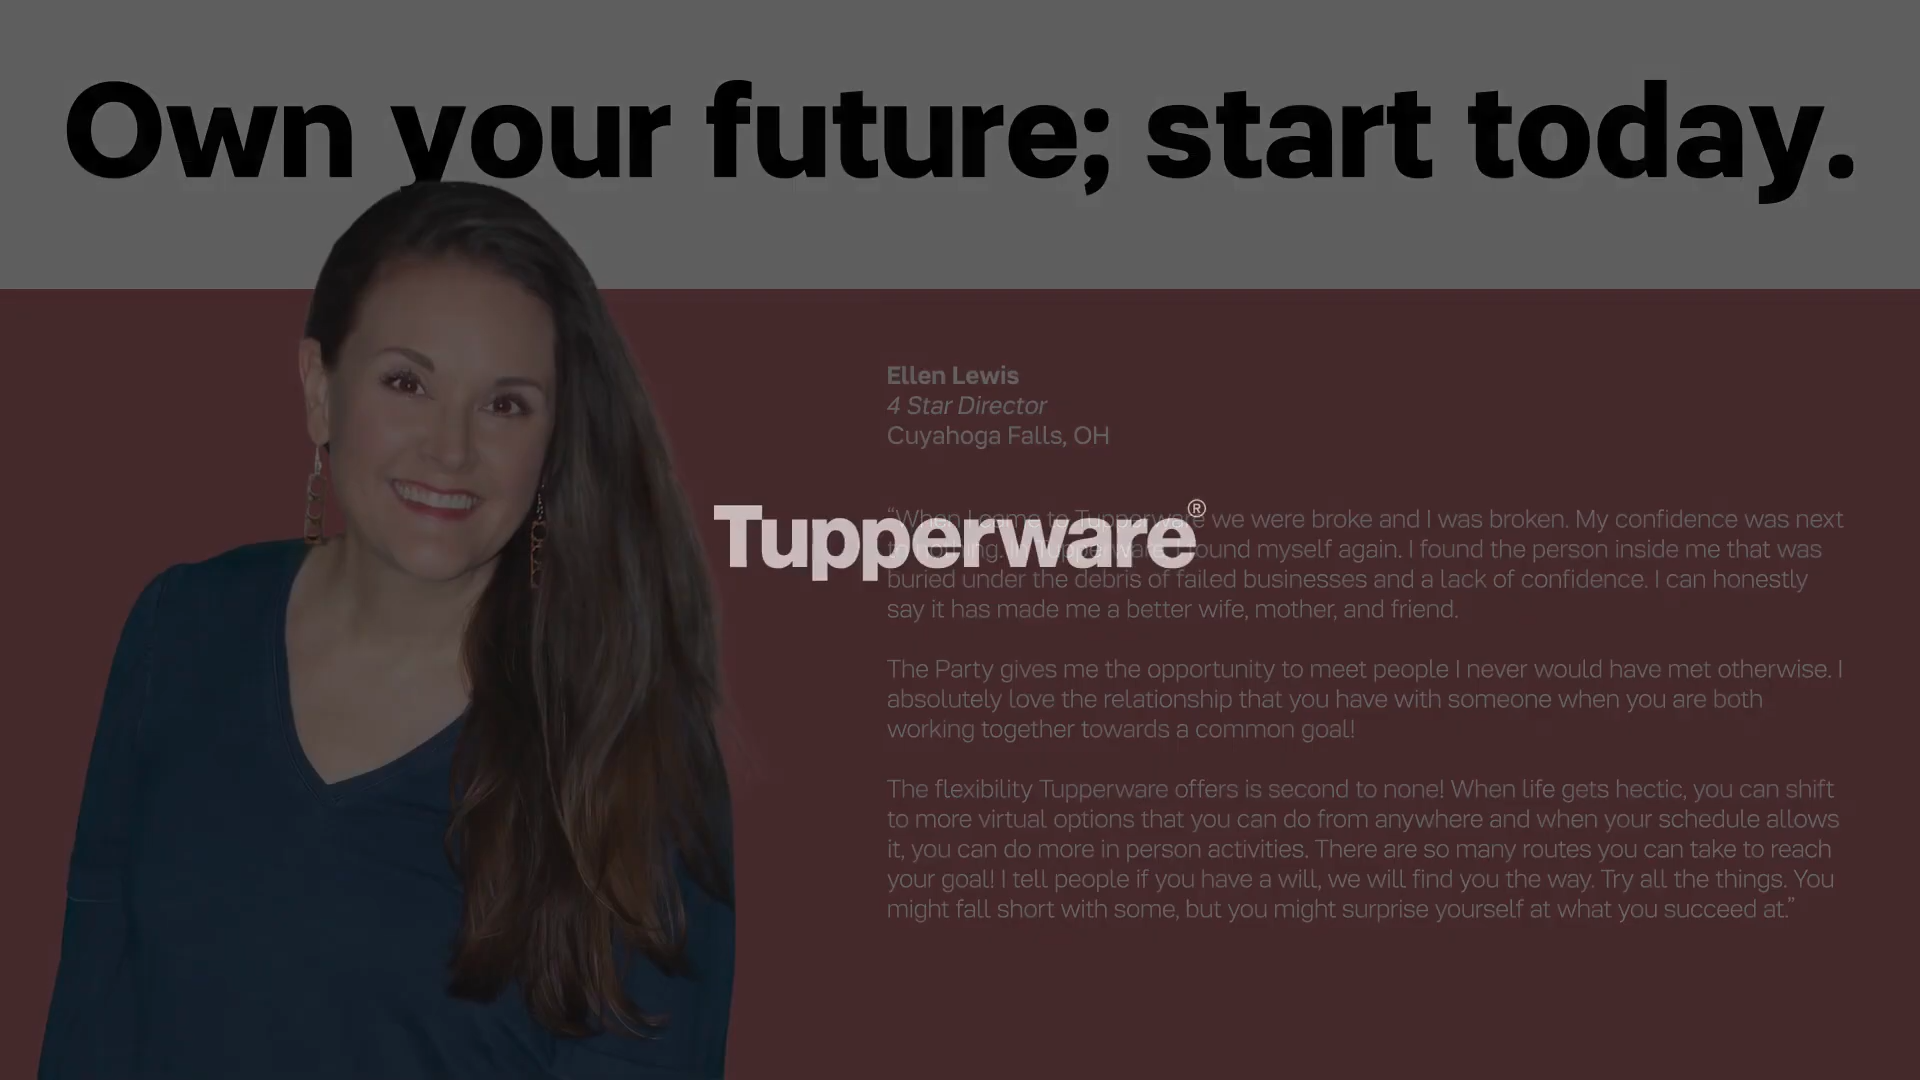 Own your future; start today.
Ellen Lewis
4 Star Director
Cuyahoga Falls, OH
Tupperware®
“When I came to Tupperware we were broke and I was broken. My confidence was next
to nothing. In Tupperware I found myself again. I found the person inside me that was
buried under the debris of failed businesses and a lack of confidence. I can honestly
say it has made me a better wife, mother, and friend.
The Party gives me the opportunity to meet people I never would have met otherwise. I
absolutely love the relationship that you have with someone when you are both
working together towards a common goal!
The flexibility Tupperware offers is second to none! When life gets hectic, you can shift
to more virtual options that you can do from anywhere and when your schedule allows
it, you can do more in person activities. There are so many routes you can take to reach
your goal! I tell people if you have a will, we will find you the way. Try all the things. You
might fall short with some, but you might surprise yourself at what you succeed at.”